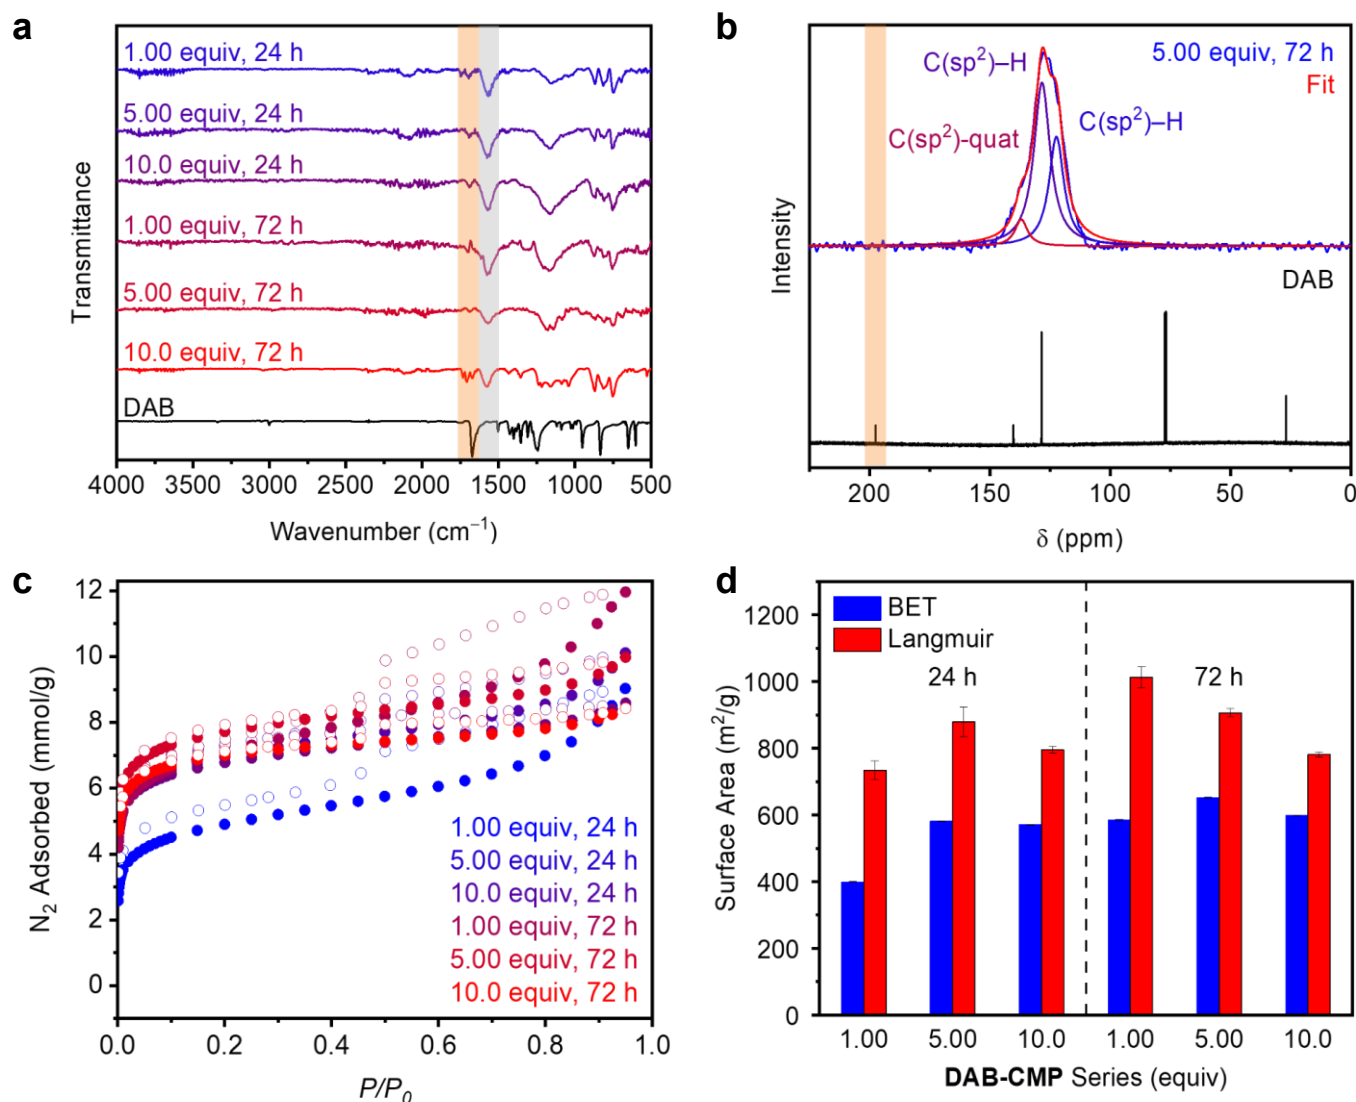 a
1.00 equiv, 24 h
5.00 equiv, 24 h
10.0 equiv, 24 h
1.00 equiv, 72 h
5.00 equiv, 72 h
10.0 equiv, 72 h
DAB
Transmittance
4000 3500 3000 2500 2000 1500 1000 500
Wavenumber (cm⁻¹)
b
5.00 equiv, 72 h
Fit
C(sp²)–H
C(sp²)–H
C(sp²)-quat
DAB
Intensity
200 150 100 50 0
δ (ppm)
c
12
10
8
6
4
2
0
N₂ Adsorbed (mmol/g)
1.00 equiv, 24 h
5.00 equiv, 24 h
10.0 equiv, 24 h
1.00 equiv, 72 h
5.00 equiv, 72 h
10.0 equiv, 72 h
0.0 0.2 0.4 0.6 0.8 1.0
P/P₀
d
BET
Langmuir
24 h 72 h
1200
1000
800
600
400
200
0
Surface Area (m²/g)
1.00 5.00 10.0 1.00 5.00 10.0
DAB-CMP Series (equiv)